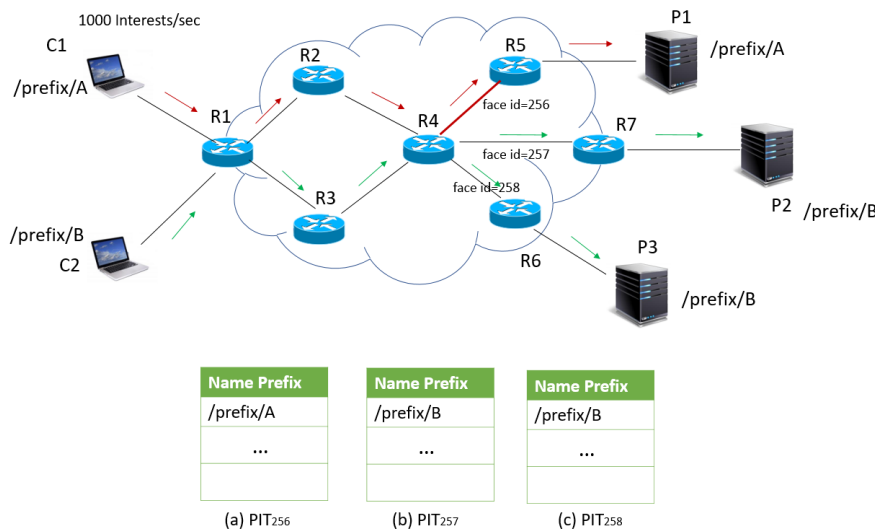 1000 Interests/sec
C1
/prefix/A
R1
R2
R3
R4
R5
face id=256
face id=257
face id=258
R7
R6
P1
/prefix/A
P2
/prefix/B
P3
/prefix/B
/prefix/B
C2
Name Prefix
/prefix/A
...
(a) PIT256
Name Prefix
/prefix/B
...
(b) PIT257
Name Prefix
/prefix/B
...
(c) PIT258